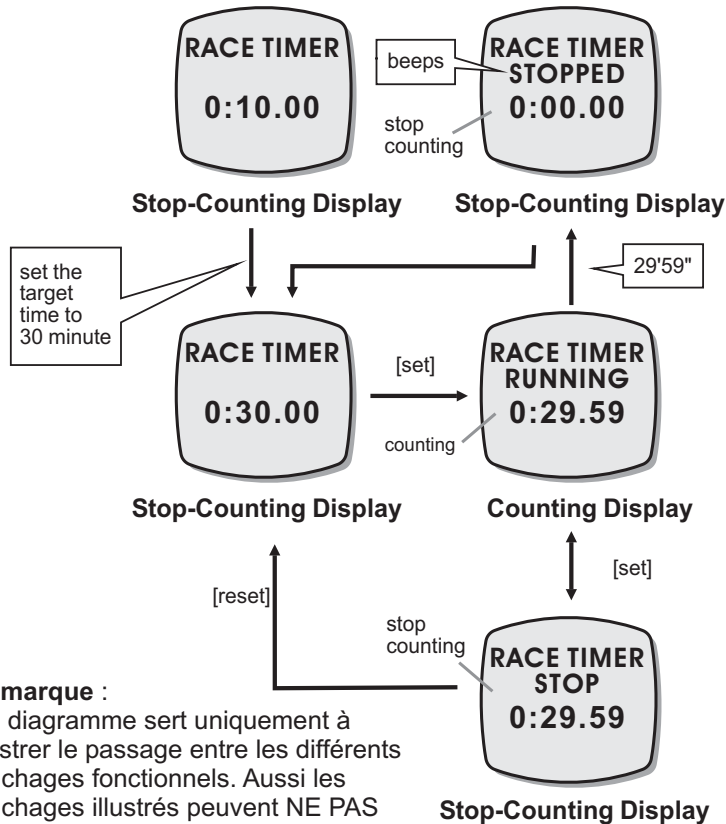 RACE TIMER
0:10.00
Stop-Counting Display
beeps
RACE TIMER
STOPPED
0:00.00
stop
counting
Stop-Counting Display
set the
target
time to
30 minute
29'59"
RACE TIMER
0:30.00
Stop-Counting Display
[set]
RACE TIMER
RUNNING
0:29.59
counting
Counting Display
[set]
[reset]
stop
counting
RACE TIMER
STOP
0:29.59
Stop-Counting Display
marque :
diagramme sert uniquement à
strer le passage entre les différents
chages fonctionnels. Aussi les
chages illustrés peuvent NE PAS